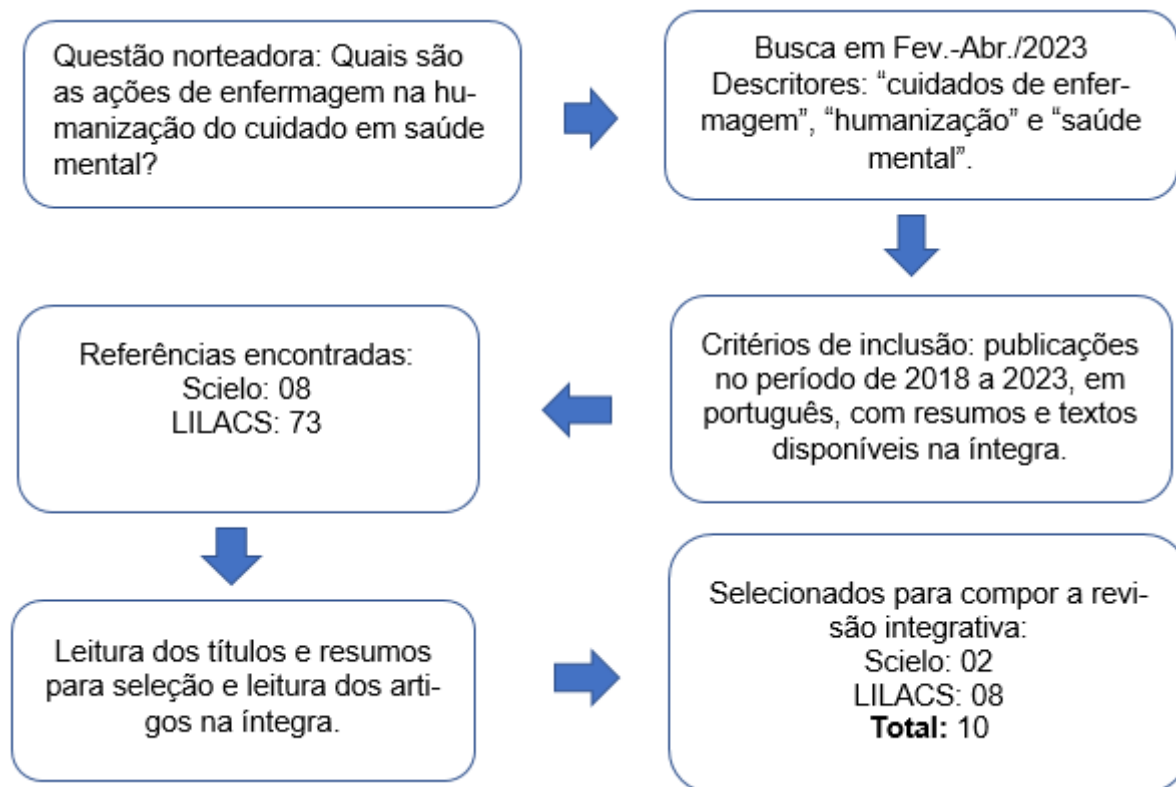 Questão norteadora: Quais são
as ações de enfermagem na hu-
manização do cuidado em saúde
mental?
Busca em Fev.-Abr./2023
Descritores: “cuidados de enfer-
magem”, “humanização” e “saúde
mental”.
Critérios de inclusão: publicações
no período de 2018 a 2023, em
português, com resumos e textos
disponíveis na íntegra.
Referências encontradas:
Scielo: 08
LILACS: 73
Leitura dos títulos e resumos
para seleção e leitura dos arti-
gos na íntegra.
Selecionados para compor a revi-
são integrativa:
Scielo: 02
LILACS: 08
Total: 10